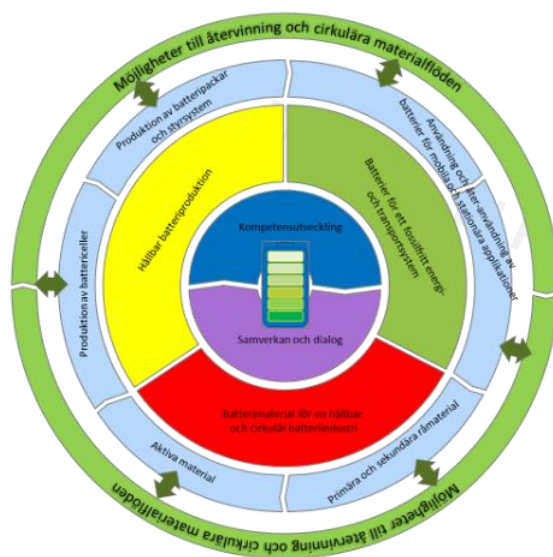 Möjligheter till återvinning och cirkulära materialflöden
Produktion av batteripackar
och styrsystem
Användning och åter-användning av
batterier för mobila och stationära applikationer
Hållbar batteriproduktion
Batterier för ett fossilfritt energi-
och transportsystem
Kompetensutveckling
Produktion av battericeller
Samverkan och dialog
Batterimaterial för en hållbar
och cirkulär batteriindustri
Aktiva material
Primära och sekundära råmaterial
Möjligheter till återvinning och cirkulära materialflöden